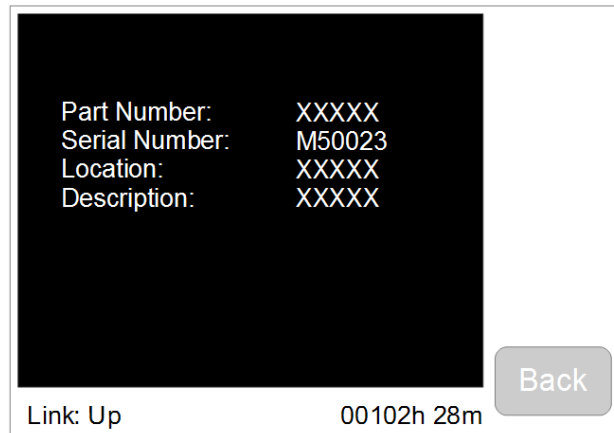 Part Number: XXXXX
Serial Number: M50023
Location: XXXXX
Description: XXXXX
Back
Link: Up 00102h 28m